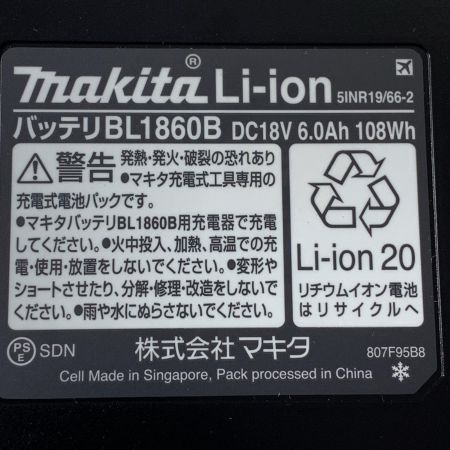 makita® Li-ion 5INR19/66-2
バッテリBL1860B DC18V 6.0Ah 108Wh
警告 発熱・発火・破裂の恐れあり
●マキタ充電式工具専用の
充電式電池パックです。
●マキタバッテリBL1860B用充電器で充電
してください。●火中投入、加熱、高温での充
電・使用・放置をしないでください。●変形や
ショートさせたり、分解・修理・改造をしないで
ください。●雨や水にぬらさないでください。
Li-ion 20
リチウムイオン電池
はリサイクルへ
PS
E SDN 株式会社マキタ 807F95B8
Cell Made in Singapore, Pack processed in China